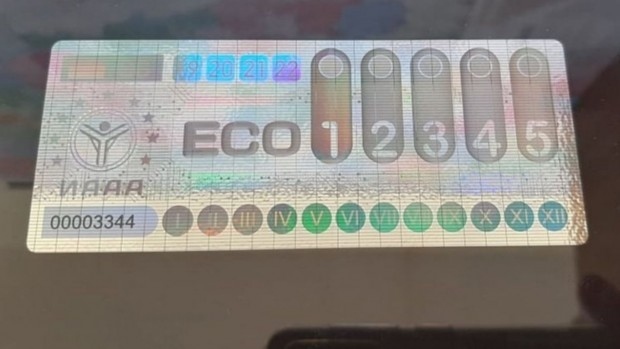 19 20 21 22
ECO 1 2 3 4 5
ИААА
00003344 I II III IV V VI VII VIII IX X XI XII